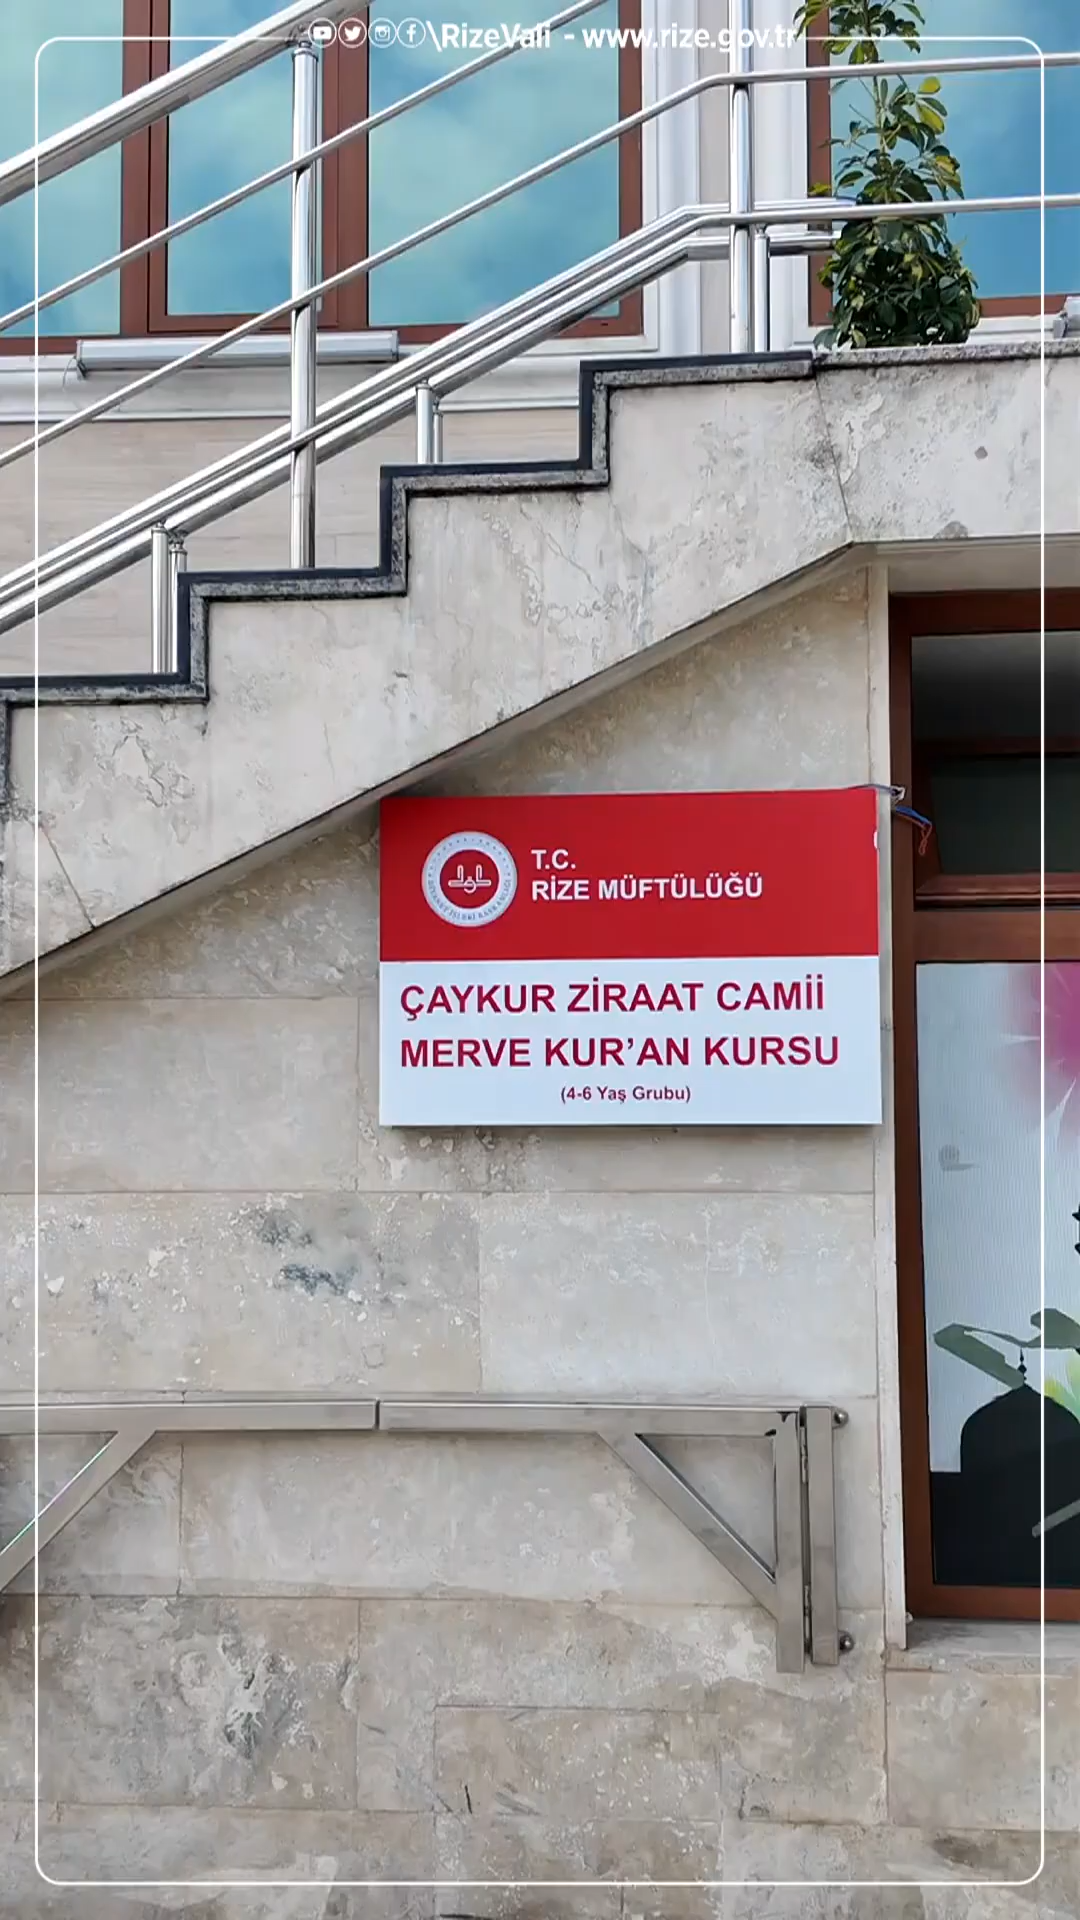 \RizeVali - www.rize.gov.tr
T.C.
RİZE MÜFTÜLÜĞÜ
ÇAYKUR ZİRAAT CAMİİ
MERVE KUR’AN KURSU
(4-6 Yaş Grubu)